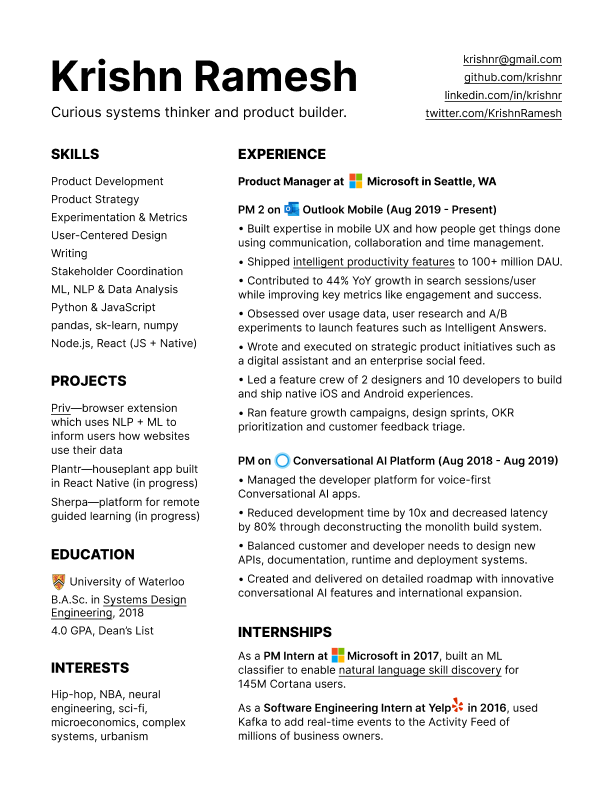 Krishn Ramesh
Curious systems thinker and product builder.
krishnr@gmail.com
github.com/krishnr
linkedin.com/in/krishnr
twitter.com/KrishnRamesh
SKILLS
Product Development
Product Strategy
Experimentation & Metrics
User-Centered Design
Writing
Stakeholder Coordination
ML, NLP & Data Analysis
Python & JavaScript
pandas, sk-learn, numpy
Node.js, React (JS + Native)
PROJECTS
Priv—browser extension
which uses NLP + ML to
inform users how websites
use their data
Plantr—houseplant app built
in React Native (in progress)
Sherpa—platform for remote
guided learning (in progress)
EDUCATION
University of Waterloo
B.A.Sc. in Systems Design
Engineering, 2018
4.0 GPA, Dean's List
INTERESTS
Hip-hop, NBA, neural
engineering, sci-fi,
microeconomics, complex
systems, urbanism
EXPERIENCE
Product Manager at Microsoft in Seattle, WA
PM 2 on Outlook Mobile (Aug 2019 - Present)
• Built expertise in mobile UX and how people get things done
using communication, collaboration and time management.
• Shipped intelligent productivity features to 100+ million DAU.
• Contributed to 44% YoY growth in search sessions/user
while improving key metrics like engagement and success.
• Obsessed over usage data, user research and A/B
experiments to launch features such as Intelligent Answers.
• Wrote and executed on strategic product initiatives such as
a digital assistant and an enterprise social feed.
• Led a feature crew of 2 designers and 10 developers to build
and ship native iOS and Android experiences.
• Ran feature growth campaigns, design sprints, OKR
prioritization and customer feedback triage.
PM on Conversational AI Platform (Aug 2018 - Aug 2019)
• Managed the developer platform for voice-first
Conversational AI apps.
• Reduced development time by 10x and decreased latency
by 80% through deconstructing the monolith build system.
• Balanced customer and developer needs to design new
APIs, documentation, runtime and deployment systems.
• Created and delivered on detailed roadmap with innovative
conversational AI features and international expansion.
INTERNSHIPS
As a PM Intern at Microsoft in 2017, built an ML
classifier to enable natural language skill discovery for
145M Cortana users.
As a Software Engineering Intern at Yelp in 2016, used
Kafka to add real-time events to the Activity Feed of
millions of business owners.